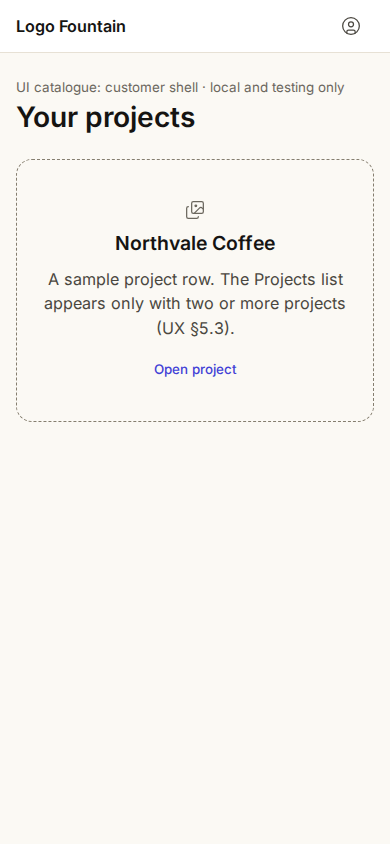 Logo Fountain
UI catalogue: customer shell · local and testing only
Your projects
Northvale Coffee
A sample project row. The Projects list
appears only with two or more projects
(UX §5.3).
Open project